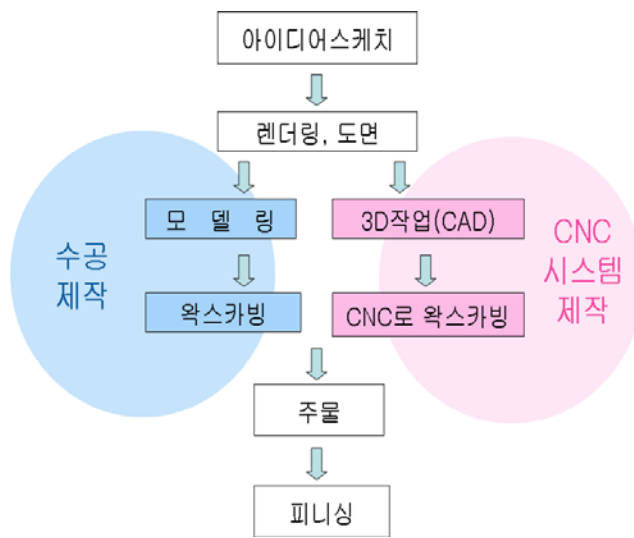 아이디어스케치
렌더링, 도면
수공
제작
모 델 링
왁스카빙
3D작업(CAD)
CNC로 왁스카빙
CNC
시스템
제작
주물
피니싱